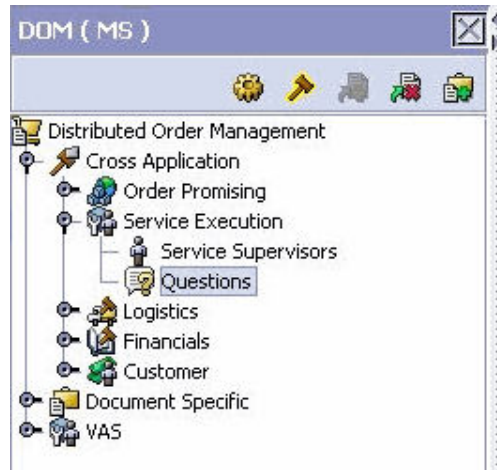 DOM ( MS )
Distributed Order Management
Cross Application
Order Promising
Service Execution
Service Supervisors
Questions
Logistics
Financials
Customer
Document Specific
VAS